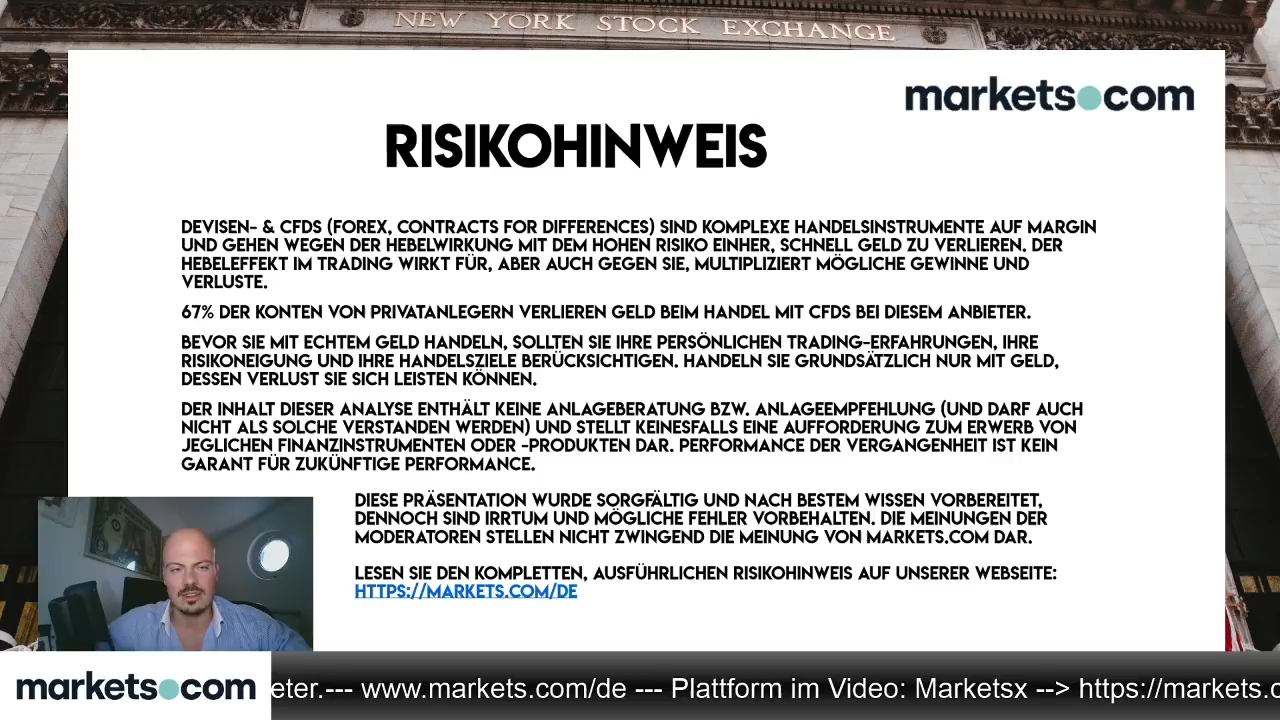 NEW YORK STOCK EXCHANGE
markets.com
RISIKOHINWEIS
DEVISEN- & CFDS (FOREX, CONTRACTS FOR DIFFERENCES) SIND KOMPLEXE HANDELSINSTRUMENTE AUF MARGIN
UND GEHEN WEGEN DER HEBELWIRKUNG MIT DEM HOHEN RISIKO EINHER, SCHNELL GELD ZU VERLIEREN. DER
HEBELEFFEKT IM TRADING WIRKT FÜR, ABER AUCH GEGEN SIE, MULTIPLIZIERT MÖGLICHE GEWINNE UND
VERLUSTE.
67% DER KONTEN VON PRIVATANLEGERN VERLIEREN GELD BEIM HANDEL MIT CFDS BEI DIESEM ANBIETER.
BEVOR SIE MIT ECHTEM GELD HANDELN, SOLLTEN SIE IHRE PERSÖNLICHEN TRADING-ERFAHRUNGEN, IHRE
RISIKONEIGUNG UND IHRE HANDELSZIELE BERÜCKSICHTIGEN. HANDELN SIE GRUNDSÄTZLICH NUR MIT GELD,
DESSEN VERLUST SIE SICH LEISTEN KÖNNEN.
DER INHALT DIESER ANALYSE ENTHÄLT KEINE ANLAGEBERATUNG BZW. ANLAGEEMPFEHLUNG (UND DARF AUCH
NICHT ALS SOLCHE VERSTANDEN WERDEN) UND STELLT KEINESFALLS EINE AUFFORDERUNG ZUM ERWERB VON
JEGLICHEN FINANZINSTRUMENTEN ODER -PRODUKTEN DAR. PERFORMANCE DER VERGANGENHEIT IST KEIN
GARANT FÜR ZUKÜNFTIGE PERFORMANCE.
DIESE PRÄSENTATION WURDE SORGFÄLTIG UND NACH BESTEM WISSEN VORBEREITET,
DENNOCH SIND IRRTUM UND MÖGLICHE FEHLER VORBEHALTEN. DIE MEINUNGEN DER
MODERATOREN STELLEN NICHT ZWINGEND DIE MEINUNG VON MARKETS.COM DAR.
LESEN SIE DEN KOMPLETTEN, AUSFÜHRLICHEN RISIKOHINWEIS AUF UNSERER WEBSEITE:
HTTPS://MARKETS.COM/DE
markets.com
eter.--- www.markets.com/de --- Plattform im Video: Marketsx --> https://markets.c